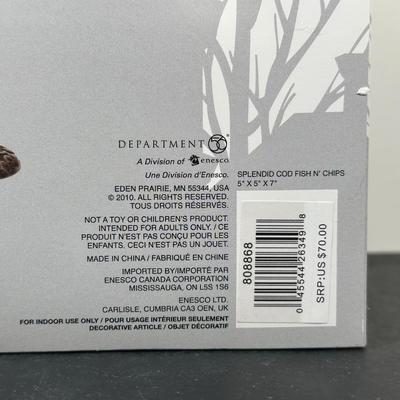 DEPARTMENT 56®
A Division of enesco.
Une Division d'Enesco.
EDEN PRAIRIE, MN 55344, USA
© 2010. ALL RIGHTS RESERVED.
TOUS DROITS RÉSERVÉS.
NOT A TOY OR CHILDREN'S PRODUCT.
INTENDED FOR ADULTS ONLY. / CE
PRODUIT N'EST PAS CONÇU POUR LES
ENFANTS. CECI N'EST PAS UN JOUET.
MADE IN CHINA / FABRIQUÉ EN CHINE
IMPORTED BY/IMPORTÉ PAR
ENESCO CANADA CORPORATION
MISSISSAUGA, ON L5S 1S6
ENESCO LTD.
CARLISLE, CUMBRIA CA3 OEN, UK
FOR INDOOR USE ONLY / POUR USAGE INTÉRIEUR SEULEMENT
DECORATIVE ARTICLE / OBJET DÉCORATIF
SPLENDID COD FISH N' CHIPS
5" X 5" X 7"
808868
0 45544 26349 8
SRP:US $70.00